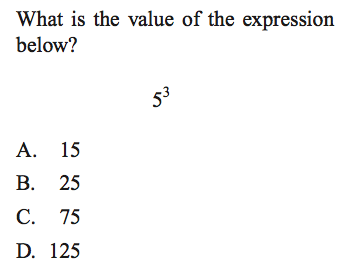 What is the value of the expression
below?
5³
A. 15
B. 25
C. 75
D. 125